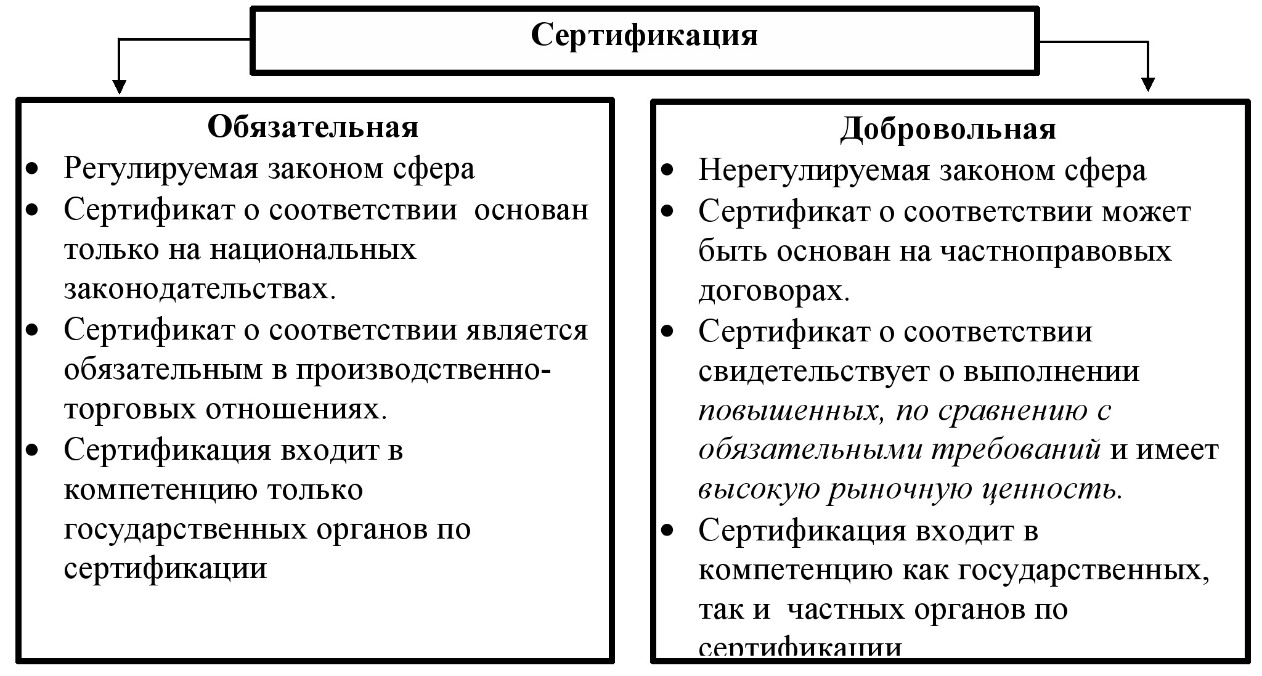 Сертификация
Обязательная
• Регулируемая законом сфера
• Сертификат о соответствии основан
только на национальных
законодательствах.
• Сертификат о соответствии является
обязательным в производственно-
торговых отношениях.
• Сертификация входит в
компетенцию только
государственных органов по
сертификации
Добровольная
• Нерегулируемая законом сфера
• Сертификат о соответствии может
быть основан на частноправовых
договорах.
• Сертификат о соответствии
свидетельствует о выполнении
повышенных, по сравнению с
обязательными требований и имеет
высокую рыночную ценность.
• Сертификация входит в
компетенцию как государственных,
так и частных органов по
сертификации